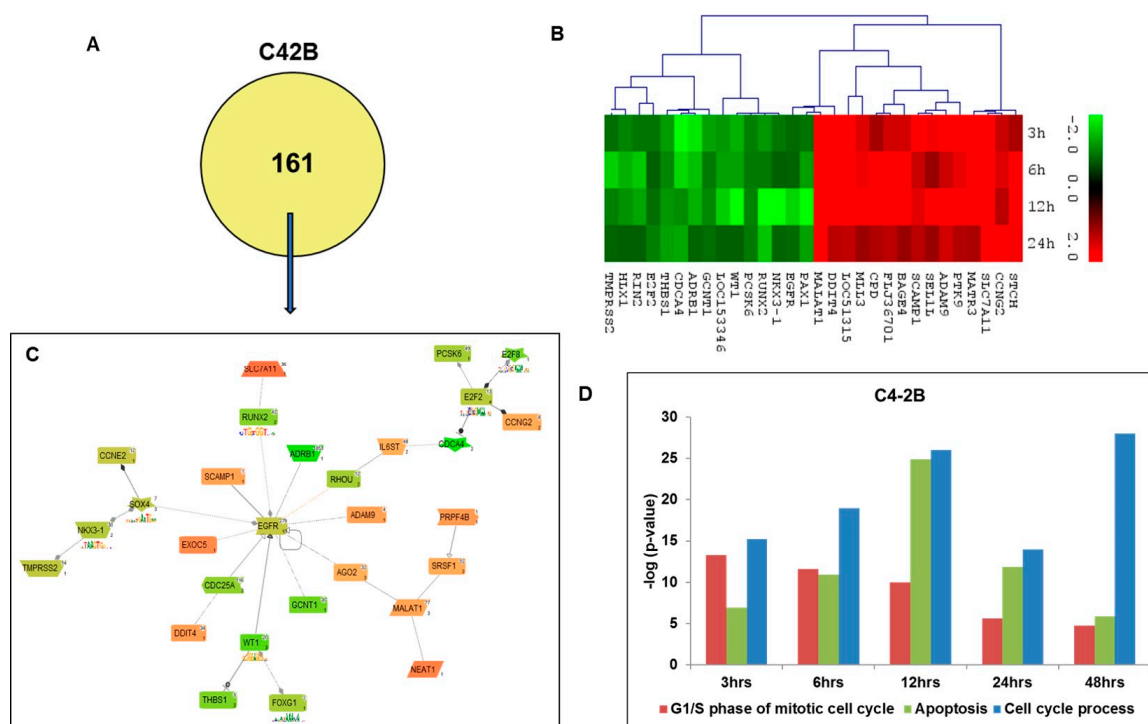 A
C42B
161
B
3h
6h
12h
24h
-2.0
0.0
2.0
TMPRSS2
HLX1
RIN2
E2F2
THBS1
CDCA4
ADRB1
GCNT1
LOC153346
WT1
PCSK6
RUNX2
NKX3-1
EGFR
PAX1
MALAT1
DDIT4
LOC51315
MLL3
CPD
FLJ36701
BAGE4
SCAMP1
SEL1L
ADAM9
PTK9
MATR3
SLC7A11
CCNG2
STCH
C
SLC7A11
PCSK6
E2F8
RUNX2
E2F2
CCNG2
ADRB1
IL6ST
CDCA4
CCNE2
SCAMP1
RHOU
SOX4
EGFR
ADAM9
PRPF4B
NKX3-1
EXOC5
TMPRSS2
CDC25A
AGO2
SRSF1
GCNT1
MALAT1
DDIT4
WT1
NEAT1
THBS1
FOXG1
D
C4-2B
-log (p-value)
30
25
20
15
10
5
0
3hrs 6hrs 12hrs 24hrs 48hrs
G1/S phase of mitotic cell cycle Apoptosis Cell cycle process